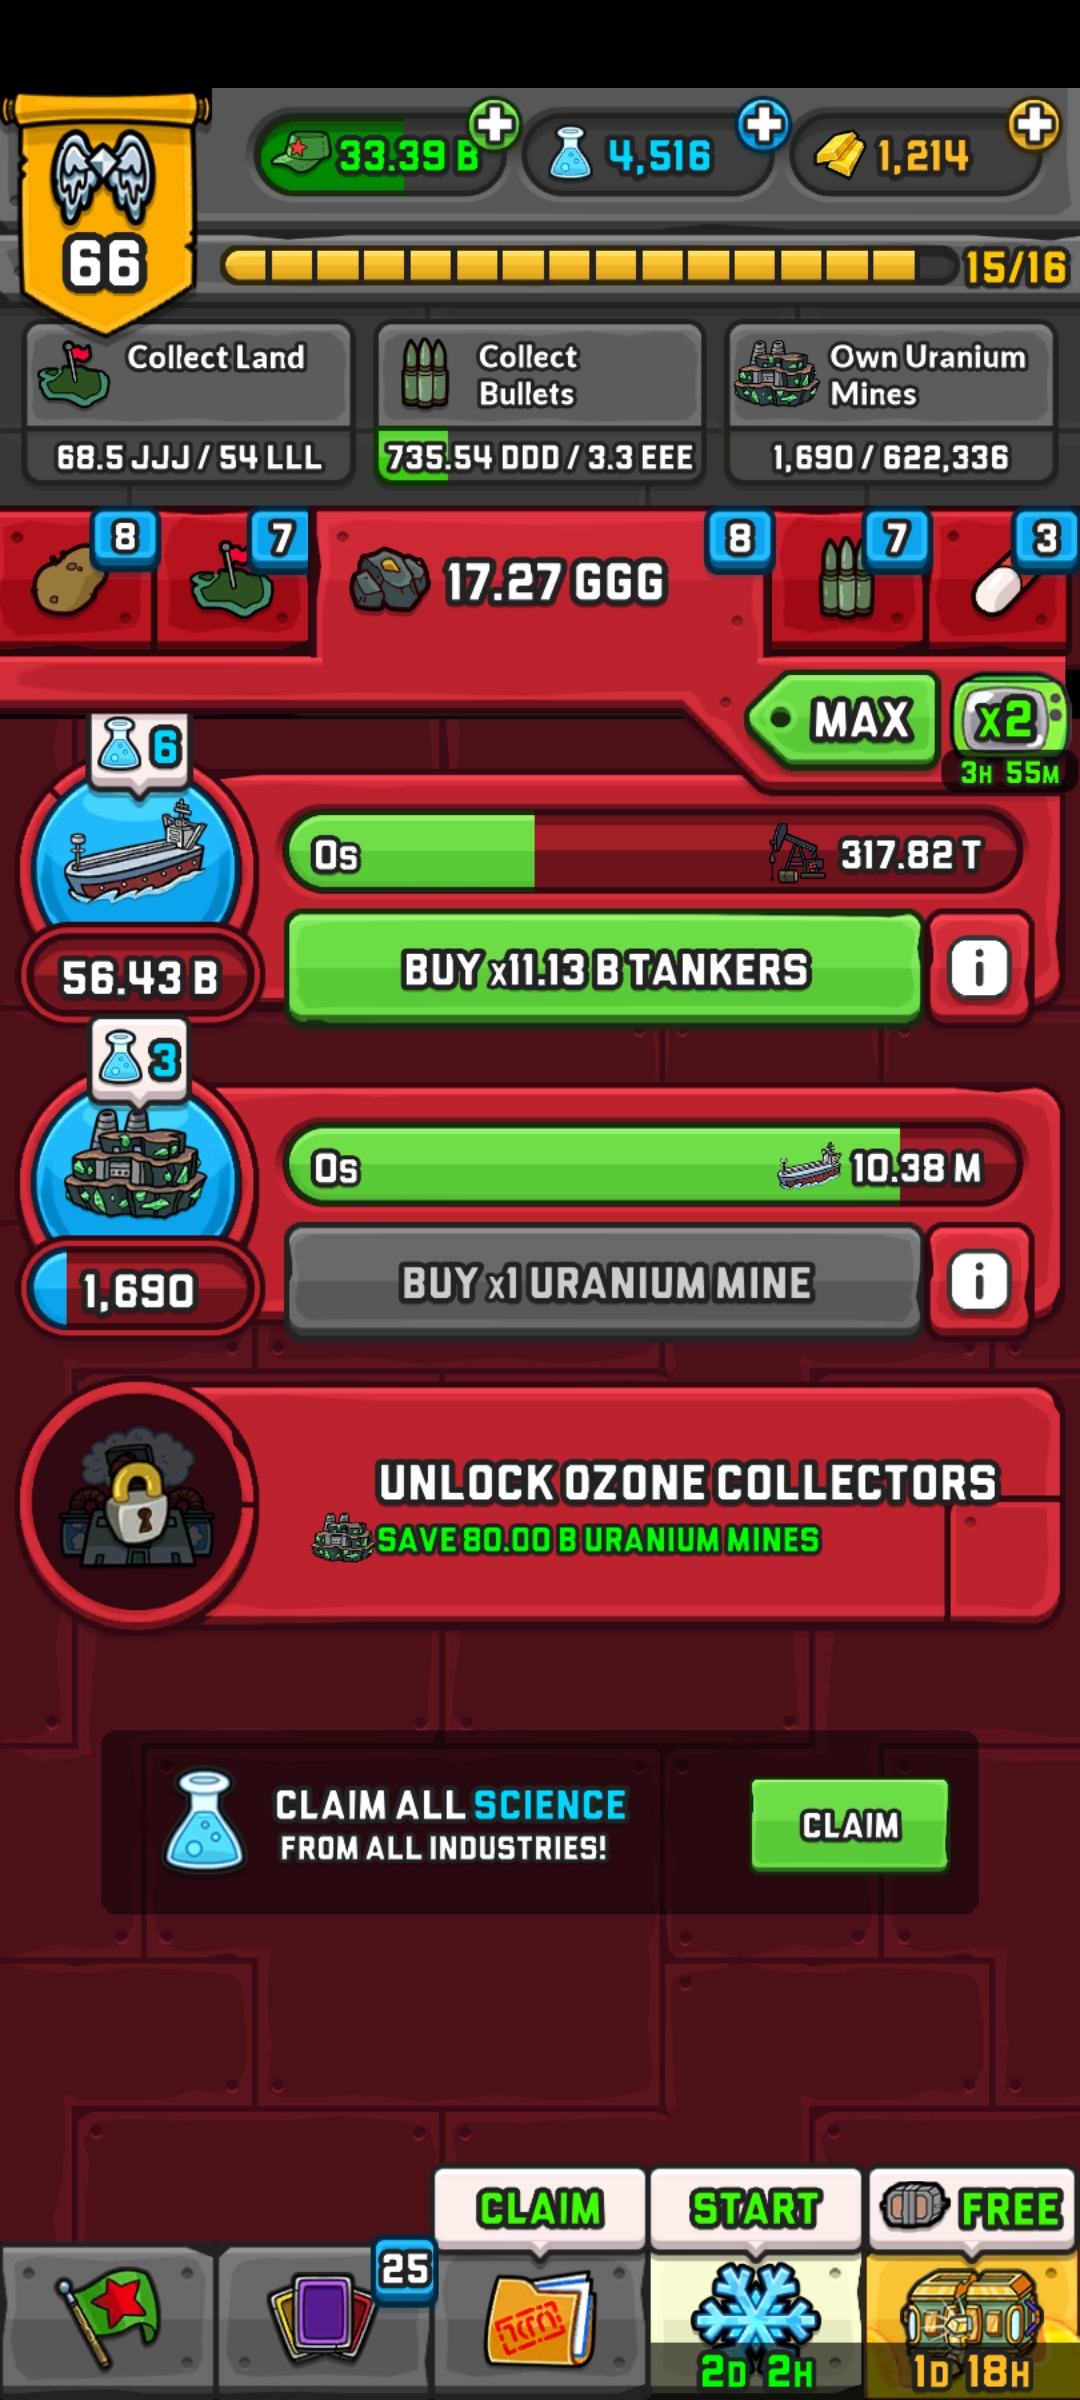 33.39 B
4,516
1,214
66
15/16
Collect Land
68.5 JJJ / 54 LLL
Collect
Bullets
735.54 DDD / 3.3 EEE
Own Uranium
Mines
1,690 / 622,336
8
7
17.27 GGG
8
7
3
MAX
x2
3H 55M
6
0s
317.82 T
56.43 B
BUY x11.13 B TANKERS
i
3
0s
10.38 M
1,690
BUY x1 URANIUM MINE
i
UNLOCK OZONE COLLECTORS
SAVE 80.00 B URANIUM MINES
CLAIM ALL SCIENCE
FROM ALL INDUSTRIES!
CLAIM
CLAIM
START
FREE
25
2D 2H
1D 18H